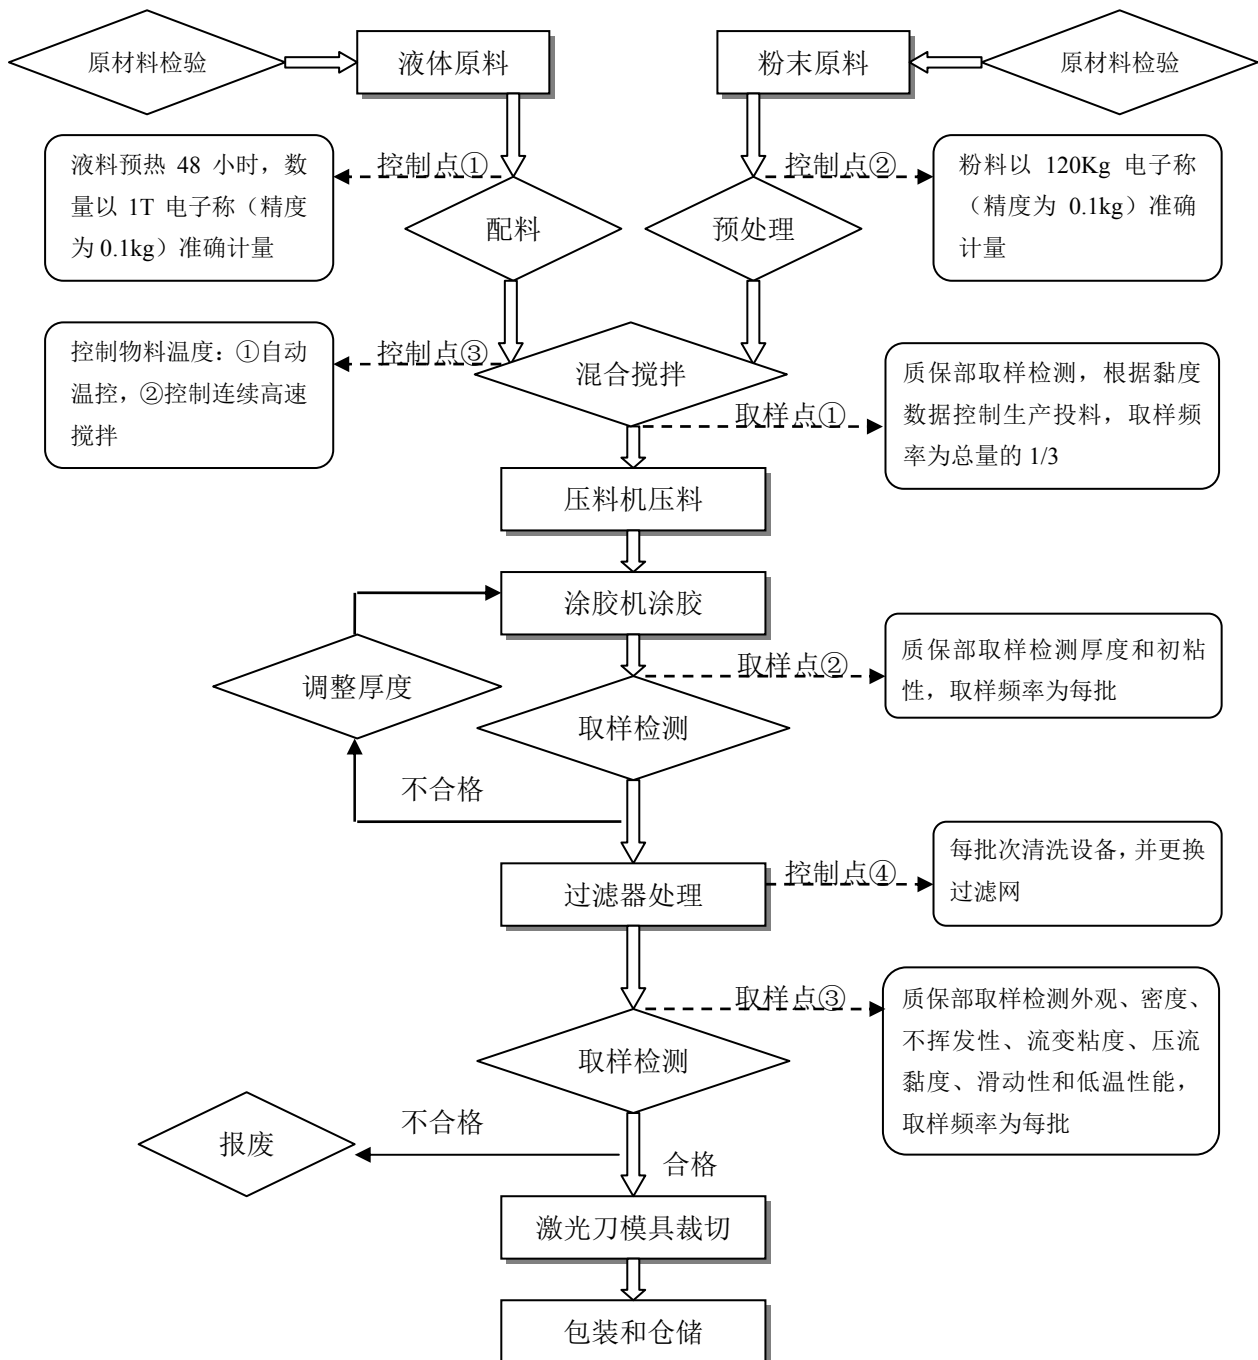 原材料检验
液体原料
粉末原料
原材料检验
液料预热 48 小时，数
量以 1T 电子称（精度
为 0.1kg）准确计量
控制点①
控制点②
粉料以 120Kg 电子称
（精度为 0.1kg）准确
计量
配料
预处理
控制物料温度：①自动
温控，②控制连续高速
搅拌
控制点③
混合搅拌
取样点①
质保部取样检测，根据黏度
数据控制生产投料，取样频
率为总量的 1/3
压料机压料
涂胶机涂胶
取样点②
质保部取样检测厚度和初粘
性，取样频率为每批
调整厚度
取样检测
不合格
过滤器处理
控制点④
每批次清洗设备，并更换
过滤网
取样点③
质保部取样检测外观、密度、
不挥发性、流变粘度、压流
黏度、滑动性和低温性能，
取样频率为每批
取样检测
不合格
报废
合格
激光刀模具裁切
包装和仓储